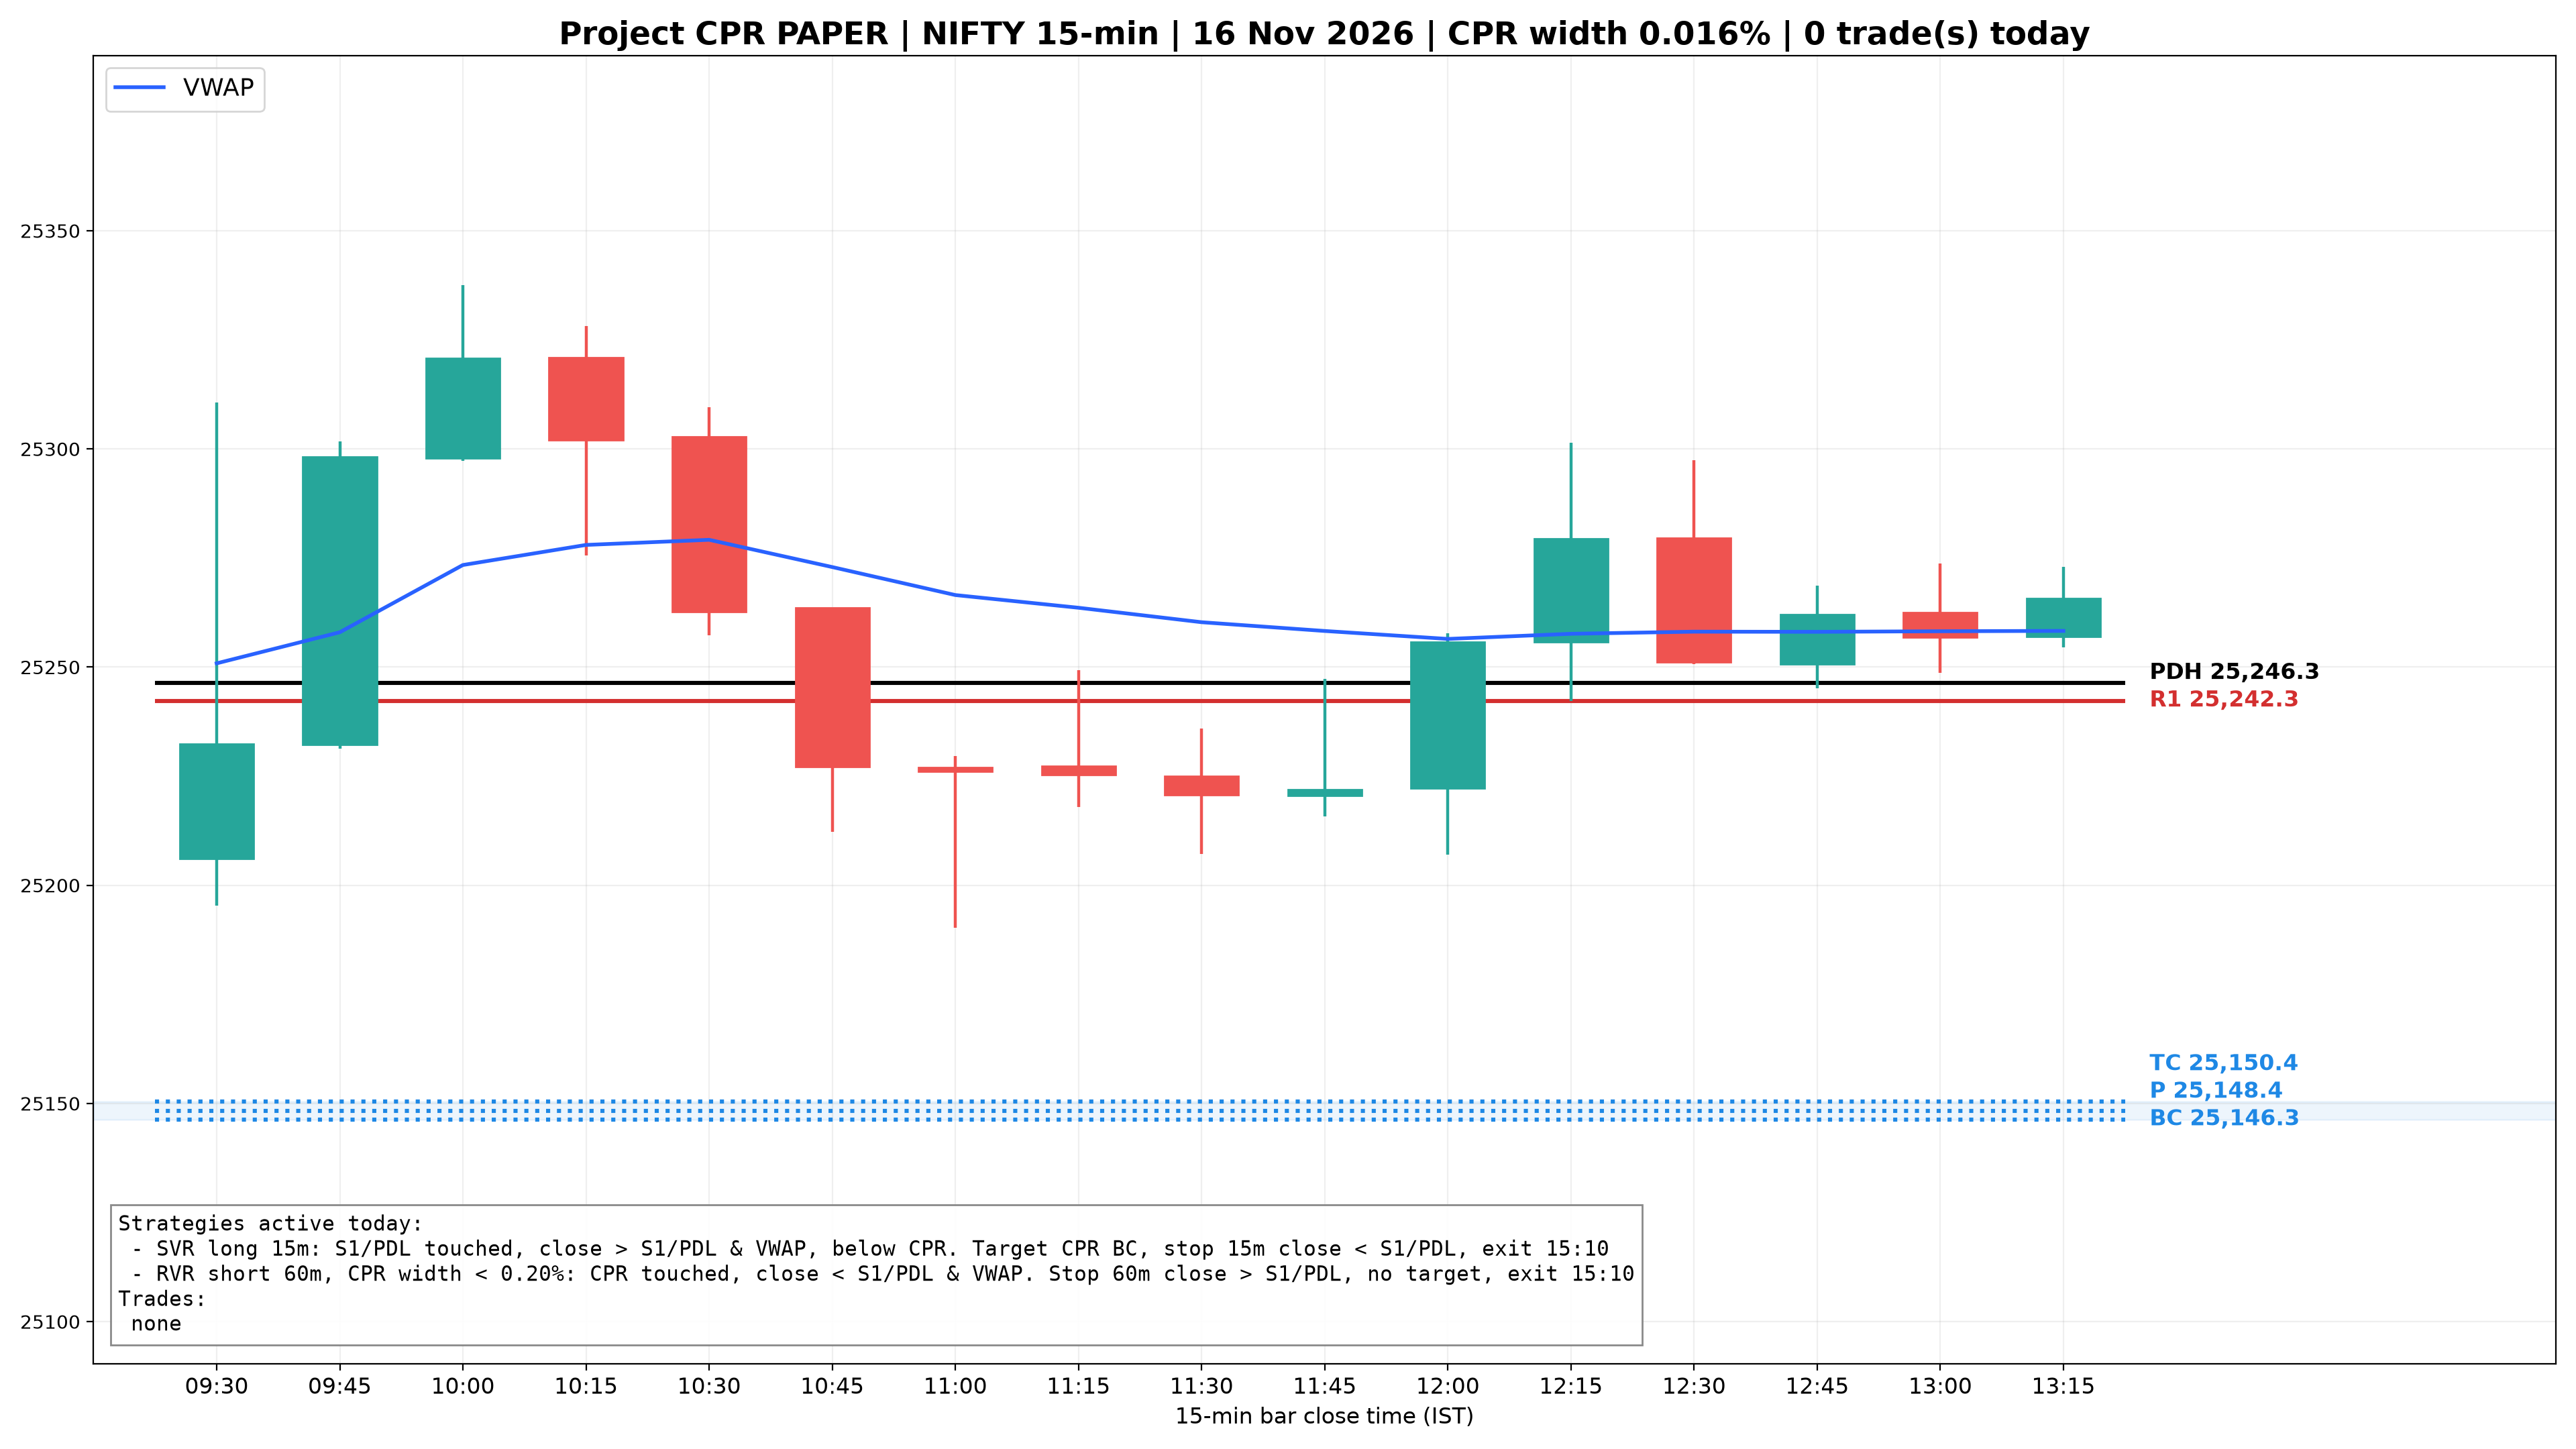 Project CPR PAPER | NIFTY 15-min | 16 Nov 2026 | CPR width 0.016% | 0 trade(s) today
VWAP
25350
25300
25250
25200
25150
25100
PDH 25,246.3
R1 25,242.3
TC 25,150.4
P 25,148.4
BC 25,146.3
Strategies active today:
- SVR long 15m: S1/PDL touched, close > S1/PDL & VWAP, below CPR. Target CPR BC, stop 15m close < S1/PDL, exit 15:10
- RVR short 60m, CPR width < 0.20%: CPR touched, close < S1/PDL & VWAP. Stop 60m close > S1/PDL, no target, exit 15:10
Trades:
none
09:30 09:45 10:00 10:15 10:30 10:45 11:00 11:15 11:30 11:45 12:00 12:15 12:30 12:45 13:00 13:15
15-min bar close time (IST)